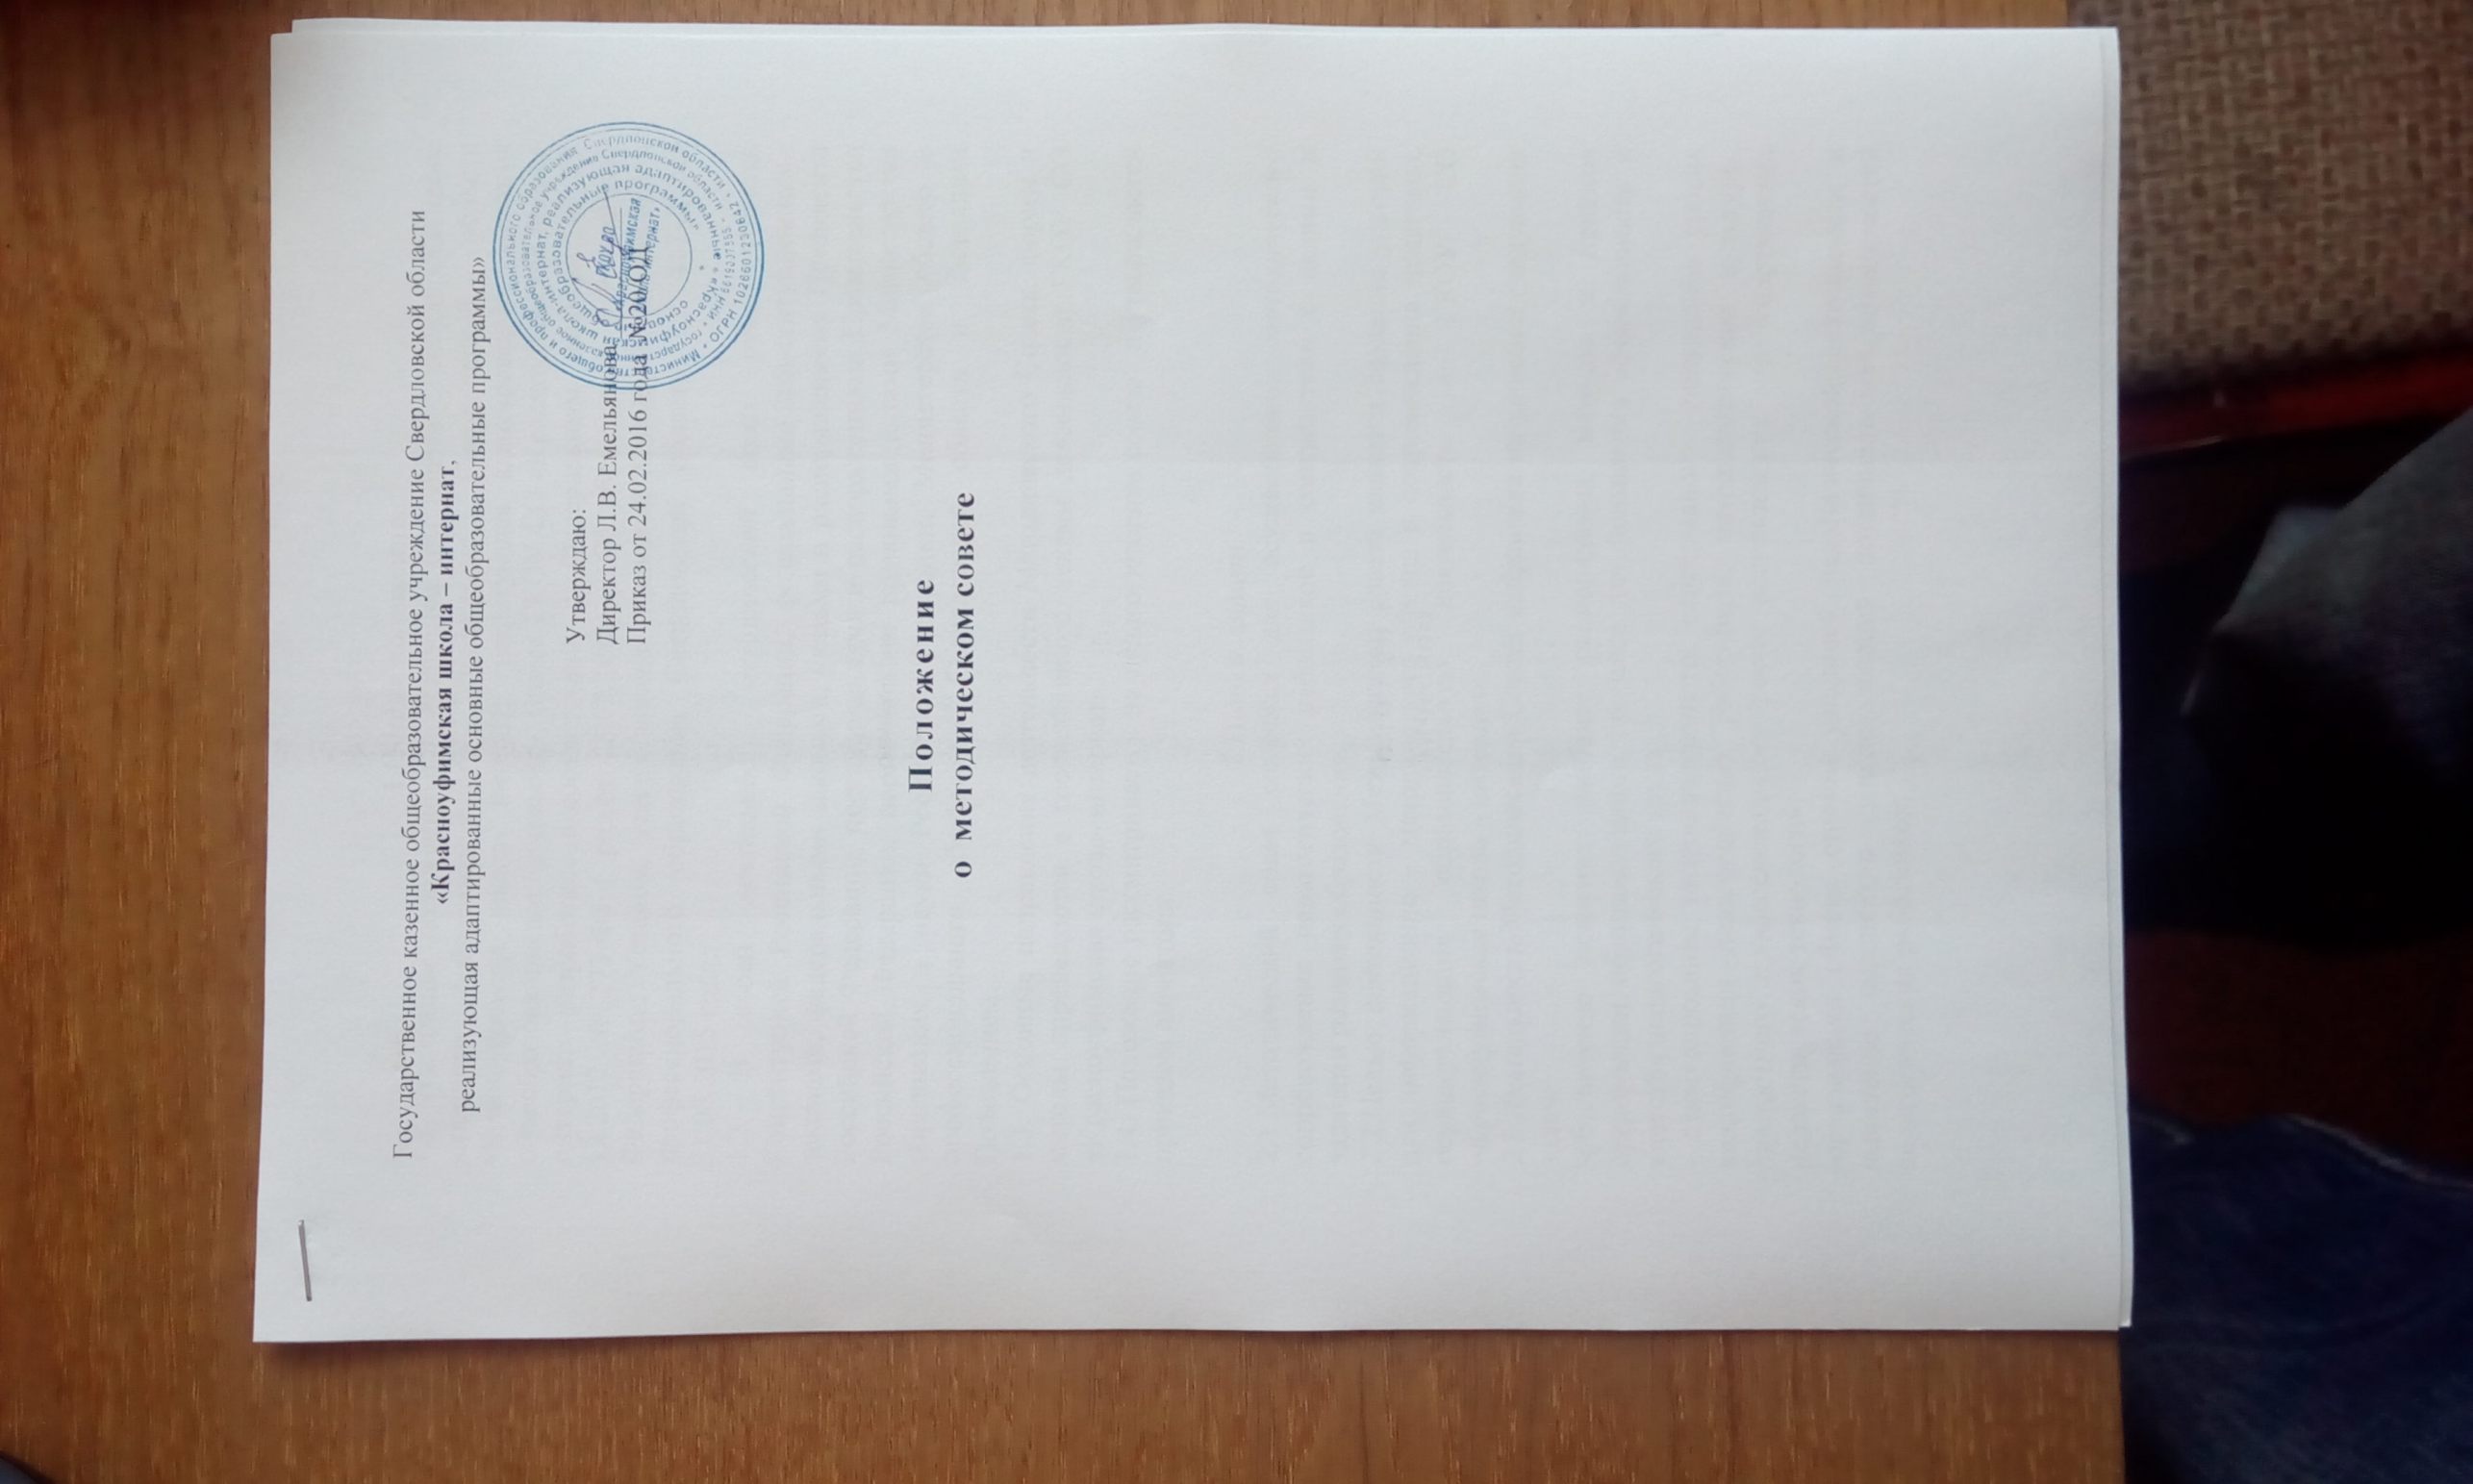 Государственное казенное общеобразовательное учреждение Свердловской области
«Красноуфимская школа – интернат,
реализующая адаптированные основные общеобразовательные программы»
Утверждаю:
Директор Л.В. Емельянова
Приказ от 24.02.2016 года №20/ОД
Положение
о методическом совете